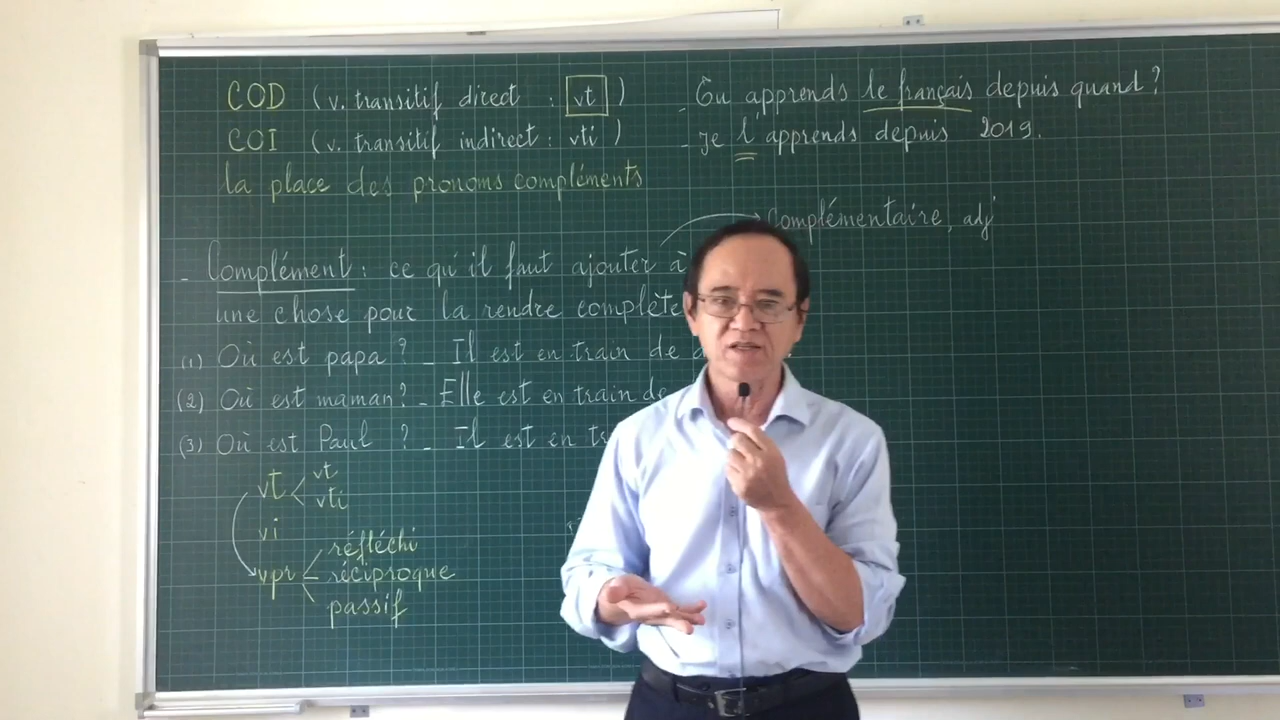 COD (v. transitif direct : vt)
COI (v. transitif indirect : vti)
la place des pronoms compléments
- Tu apprends le français depuis quand ?
- Je l'apprends depuis 2019.
complémentaire, adj
- Complément : ce qu'il faut ajouter à
une chose pour la rendre complète
(1) Où est papa ? - Il est en train de
(2) Où est maman ? - Elle est en train de
(3) Où est Paul ? - Il est en
vt
vt
vti
vi
vpr
réfléchi
réciproque
passif